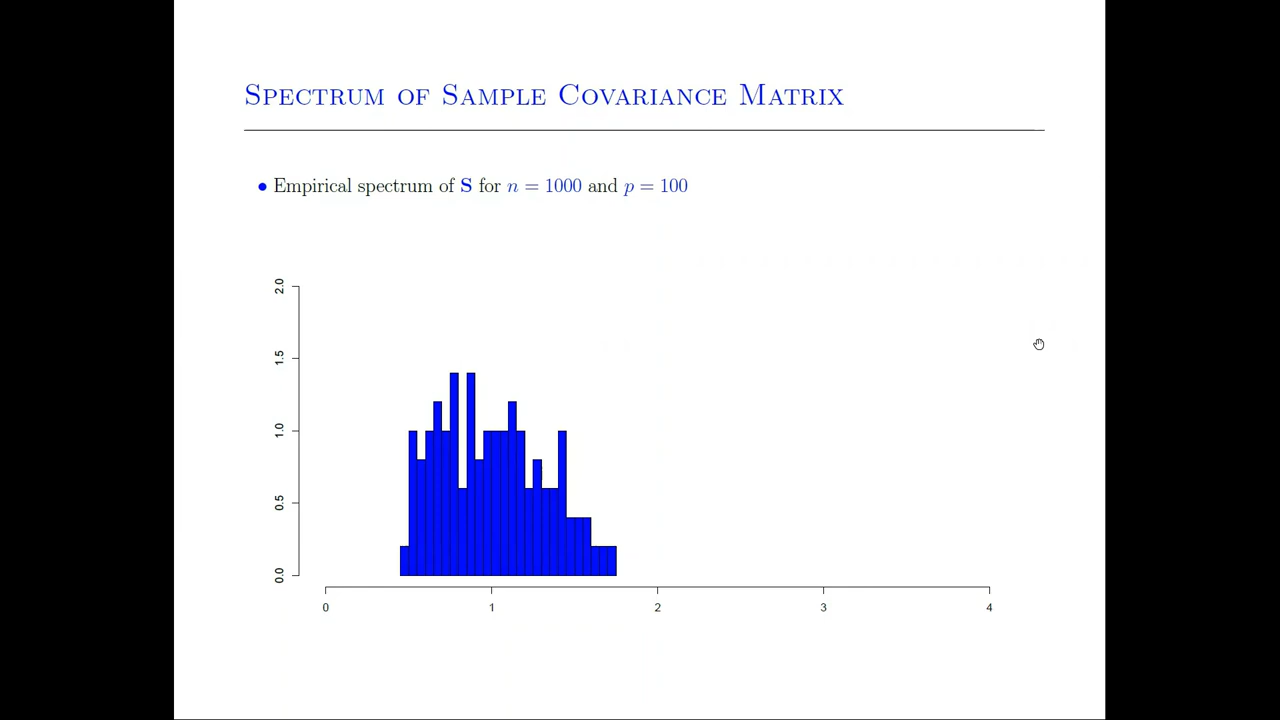 Spectrum of Sample Covariance Matrix
• Empirical spectrum of S for n = 1000 and p = 100
2.0
1.5
1.0
0.5
0.0
0 1 2 3 4